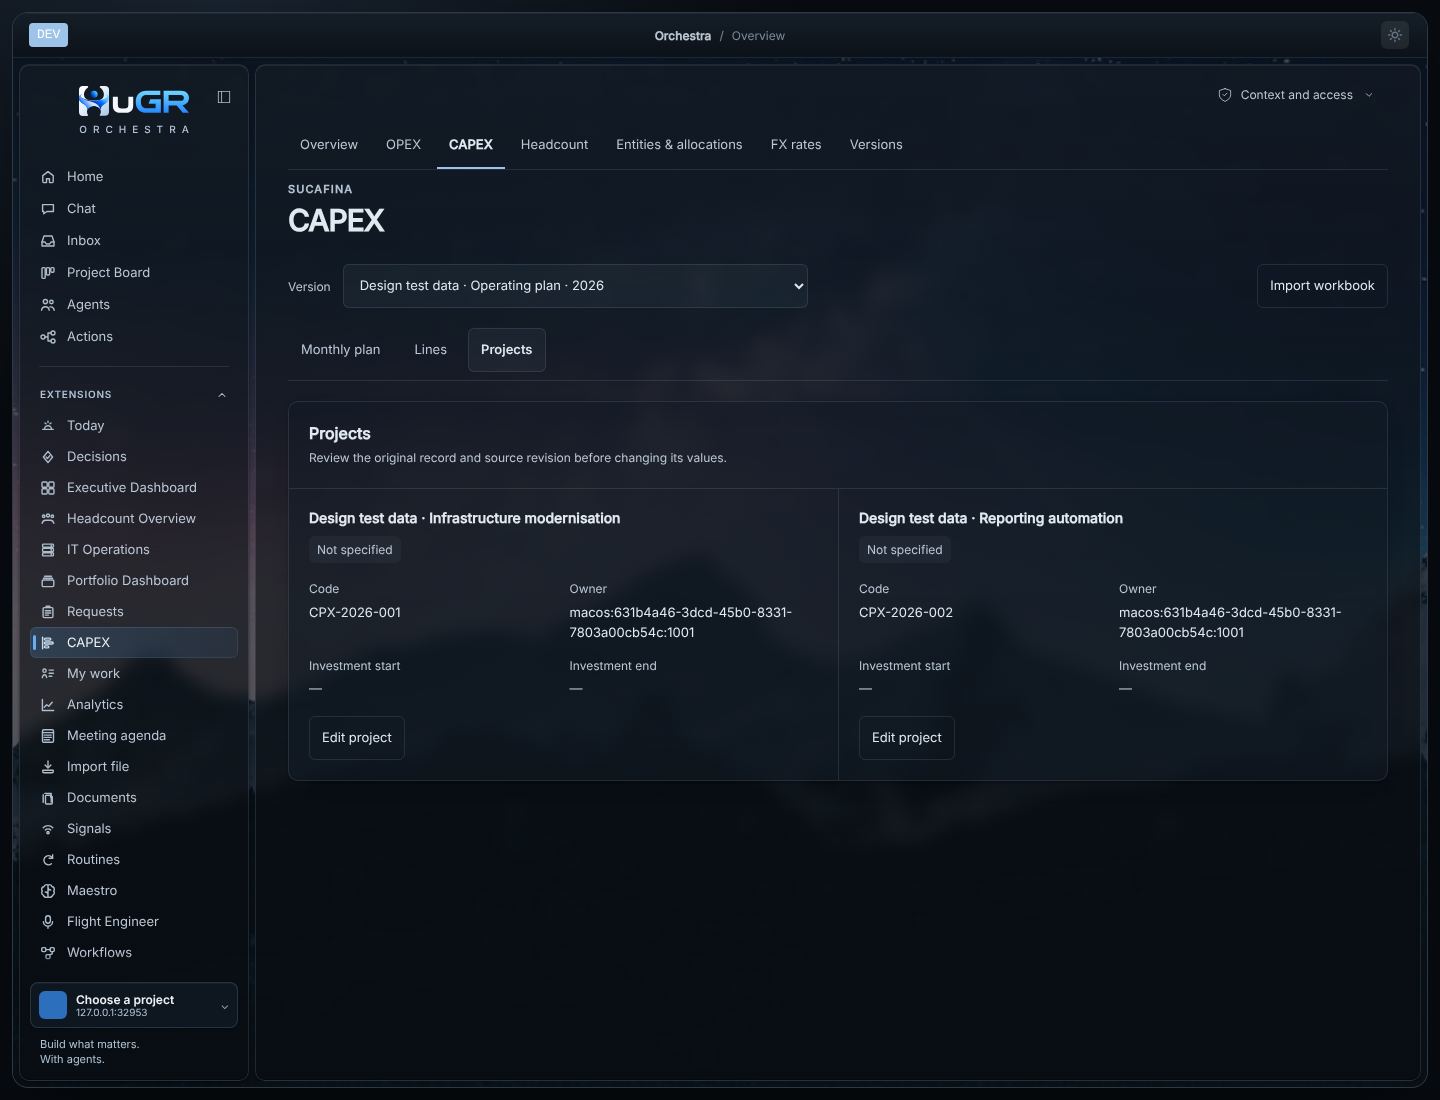 DEV
Orchestra / Overview
HuGR
ORCHESTRA
Home
Chat
Inbox
Project Board
Agents
Actions
EXTENSIONS
Today
Decisions
Executive Dashboard
Headcount Overview
IT Operations
Portfolio Dashboard
Requests
CAPEX
My work
Analytics
Meeting agenda
Import file
Documents
Signals
Routines
Maestro
Flight Engineer
Workflows
Choose a project
127.0.0.1:32953
Build what matters.
With agents.
Context and access
Overview OPEX CAPEX Headcount Entities & allocations FX rates Versions
SUCAFINA
CAPEX
Version Design test data · Operating plan · 2026 Import workbook
Monthly plan Lines Projects
Projects
Review the original record and source revision before changing its values.
Design test data · Infrastructure modernisation
Not specified
Code Owner
CPX-2026-001 macos:631b4a46-3dcd-45b0-8331-
7803a00cb54c:1001
Investment start Investment end
— —
Edit project
Design test data · Reporting automation
Not specified
Code Owner
CPX-2026-002 macos:631b4a46-3dcd-45b0-8331-
7803a00cb54c:1001
Investment start Investment end
— —
Edit project